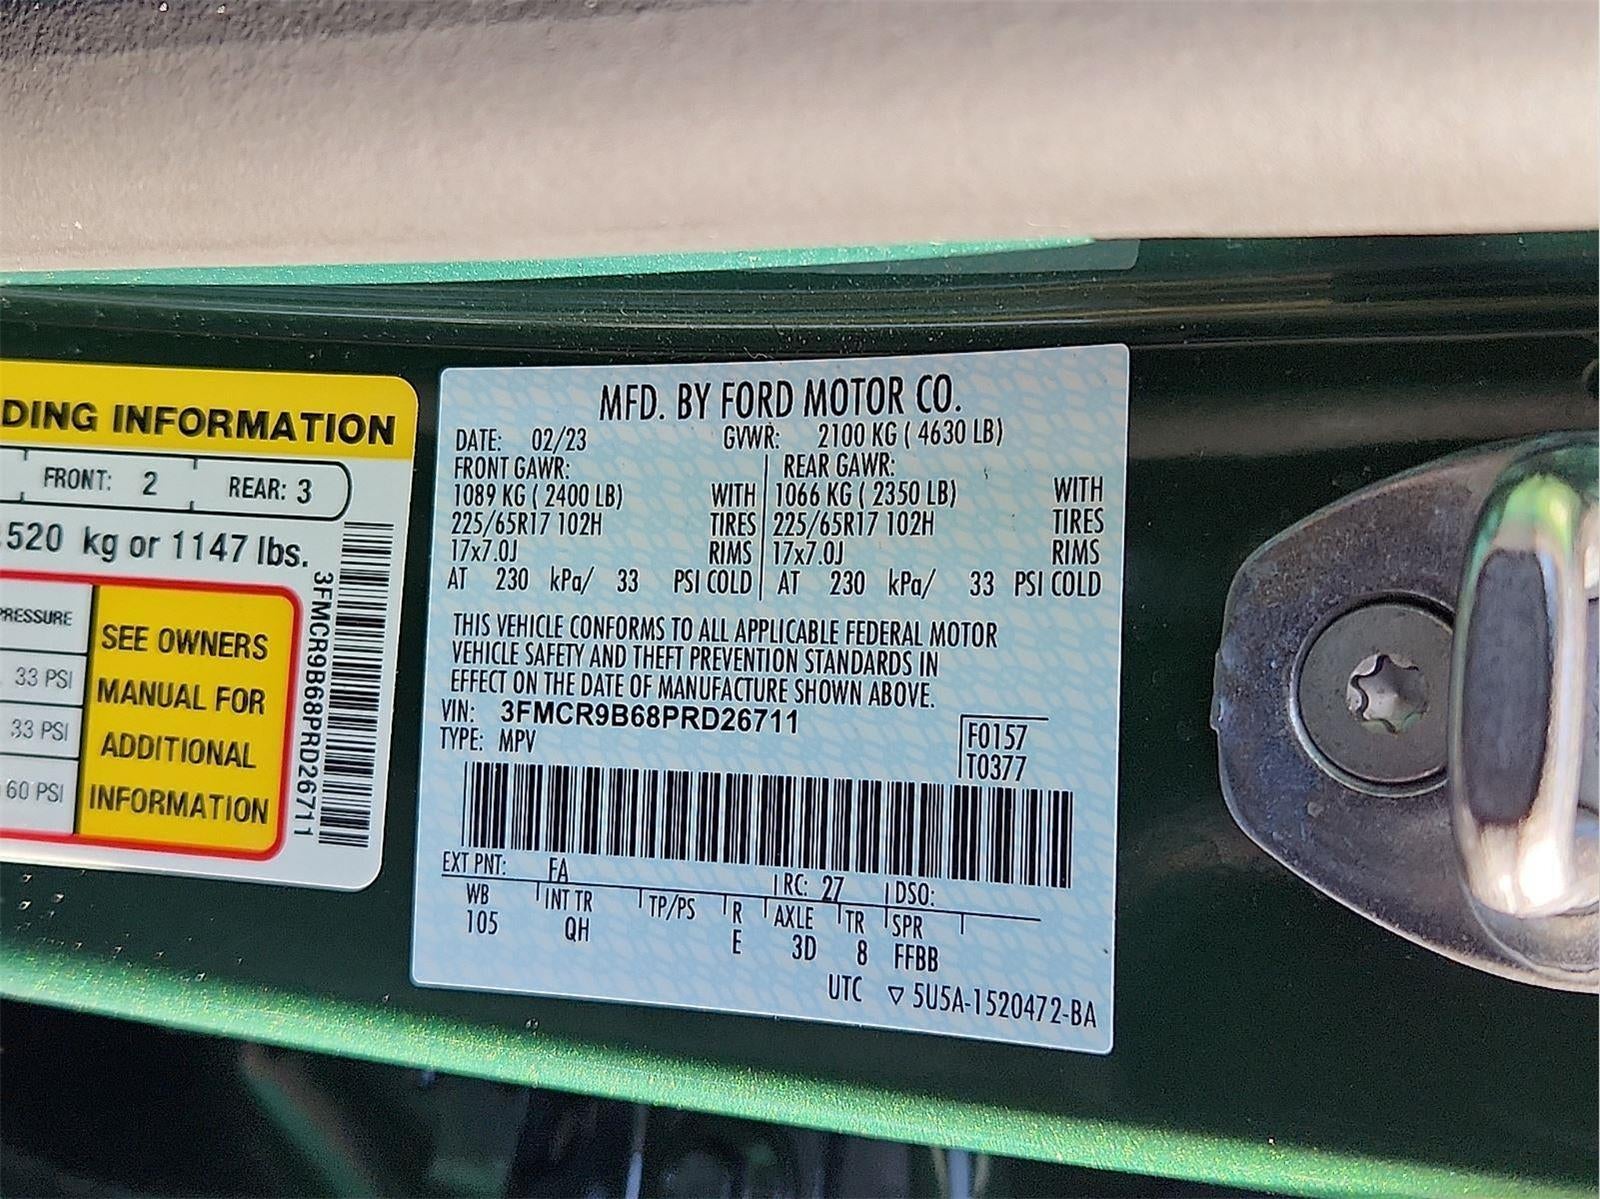 DING INFORMATION
FRONT: 2 REAR: 3
520 kg or 1147 lbs.
PRESSURE
33 PSI
33 PSI
60 PSI
SEE OWNERS
MANUAL FOR
ADDITIONAL
INFORMATION
3FMCR9B68PRD26711
MFD. BY FORD MOTOR CO.
DATE: 02/23 GVWR: 2100 KG ( 4630 LB)
FRONT GAWR: REAR GAWR:
1089 KG ( 2400 LB) WITH 1066 KG ( 2350 LB) WITH
225/65R17 102H TIRES 225/65R17 102H TIRES
17x7.0J RIMS 17x7.0J RIMS
AT 230 kPa/ 33 PSI COLD AT 230 kPa/ 33 PSI COLD
THIS VEHICLE CONFORMS TO ALL APPLICABLE FEDERAL MOTOR
VEHICLE SAFETY AND THEFT PREVENTION STANDARDS IN
EFFECT ON THE DATE OF MANUFACTURE SHOWN ABOVE.
VIN: 3FMCR9B68PRD26711
TYPE: MPV
F0157
T0377
EXT PNT: FA RC: 27 DSO:
WB INT TR TP/PS R AXLE TR SPR
105 QH E 3D 8 FFBB
UTC ▽ 5U5A-1520472-BA